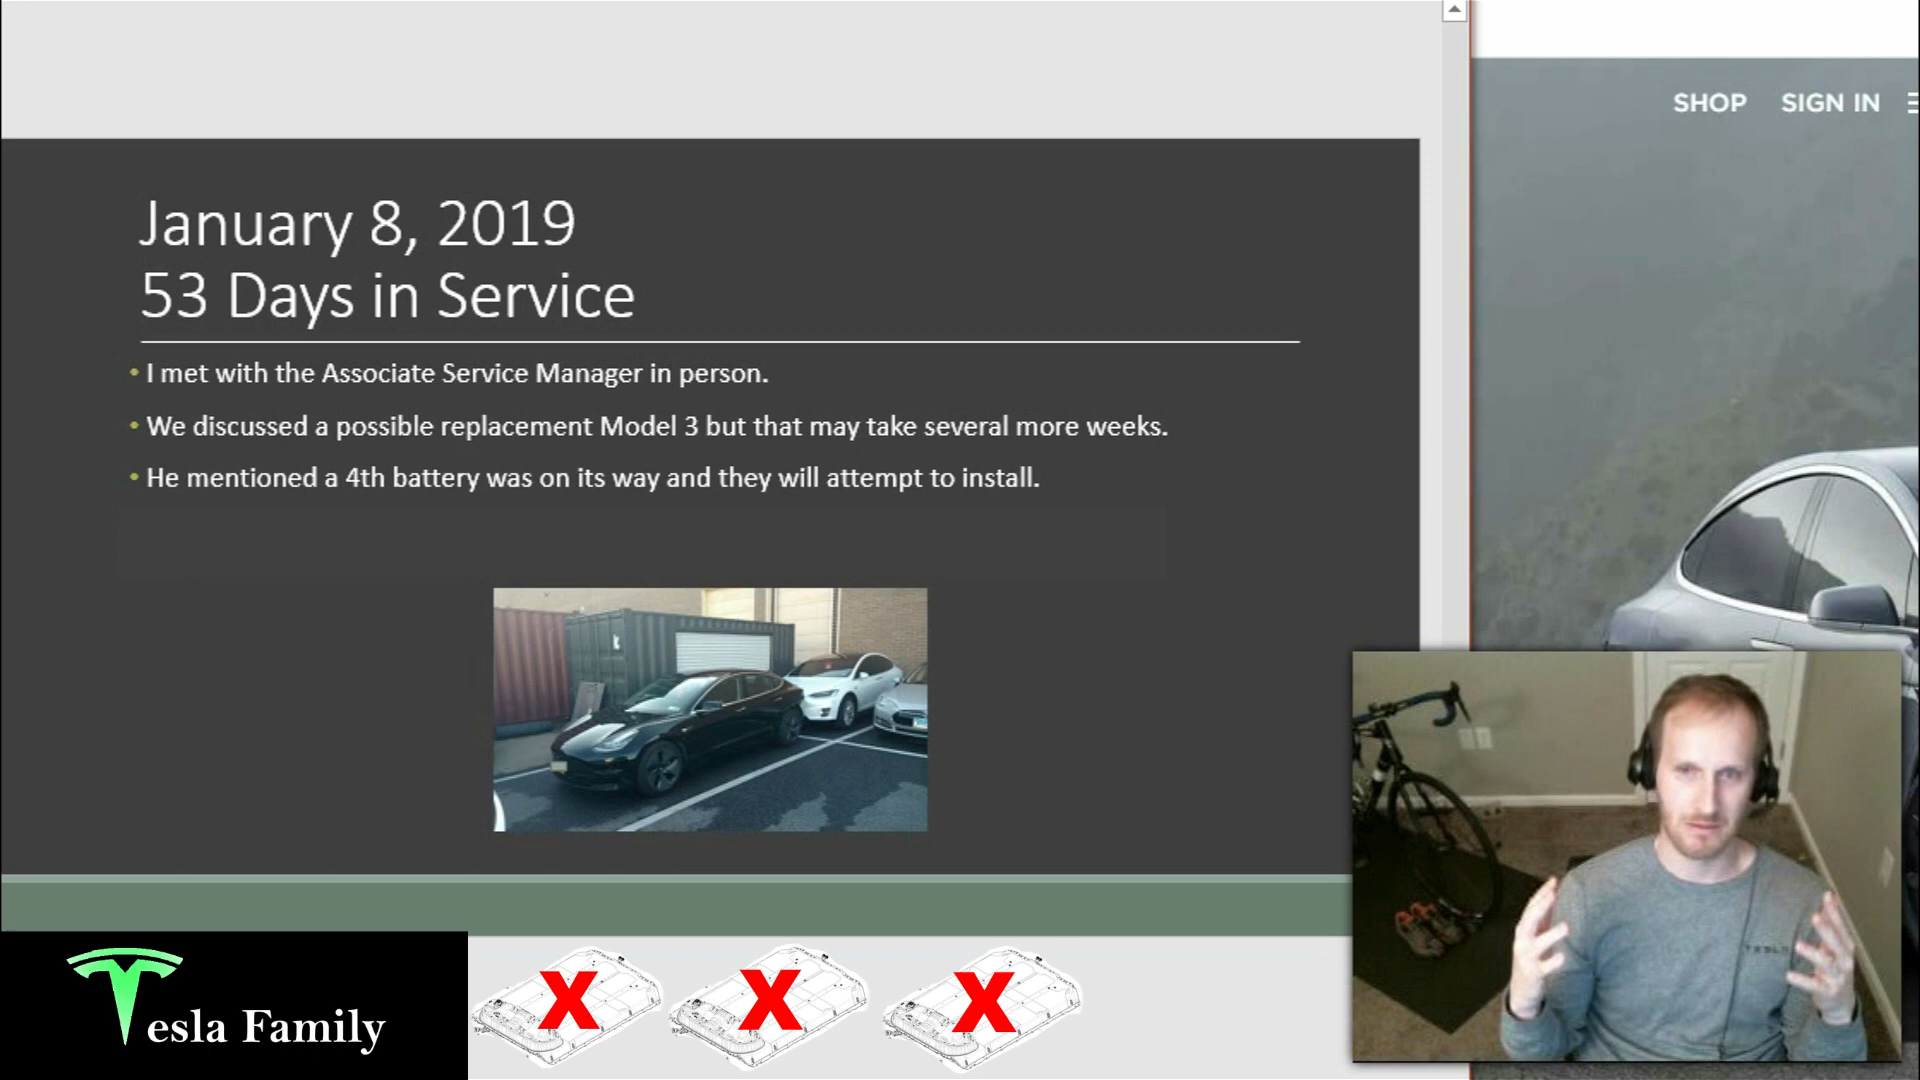 SHOP SIGN IN
January 8, 2019
53 Days in Service
• I met with the Associate Service Manager in person.
• We discussed a possible replacement Model 3 but that may take several more weeks.
• He mentioned a 4th battery was on its way and they will attempt to install.
TESLA
Tesla Family
X X X